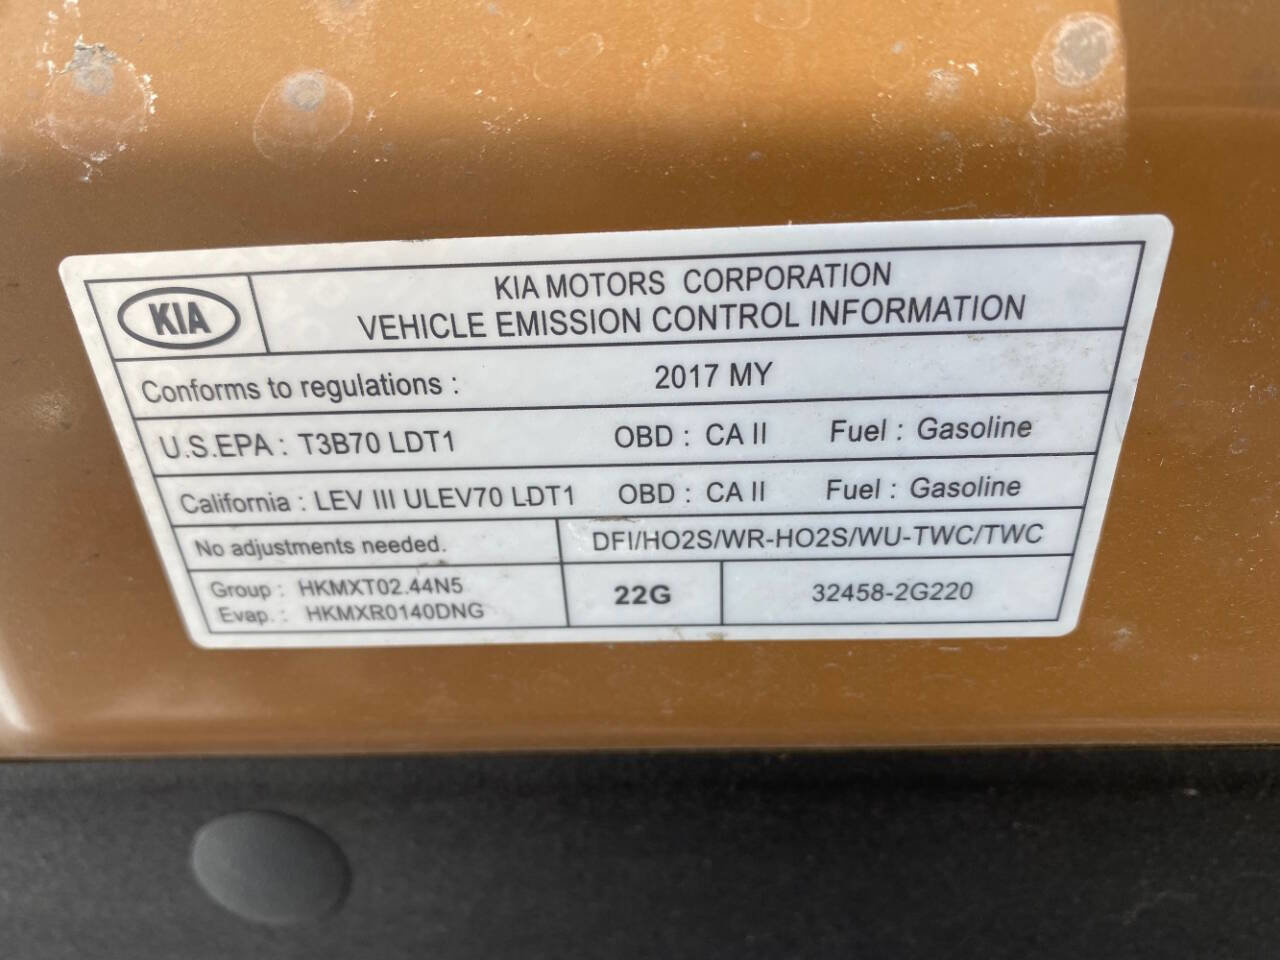 KIA
KIA MOTORS CORPORATION
VEHICLE EMISSION CONTROL INFORMATION
Conforms to regulations : 2017 MY
U.S.EPA : T3B70 LDT1 OBD : CA II Fuel : Gasoline
California : LEV III ULEV70 LDT1 OBD : CA II Fuel : Gasoline
No adjustments needed. DFI/HO2S/WR-HO2S/WU-TWC/TWC
Group : HKMXT02.44N5
Evap. : HKMXR0140DNG
22G
32458-2G220